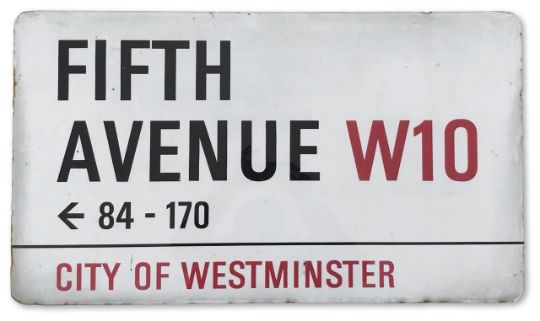 FIFTH
AVENUE W10
← 84 - 170
CITY OF WESTMINSTER